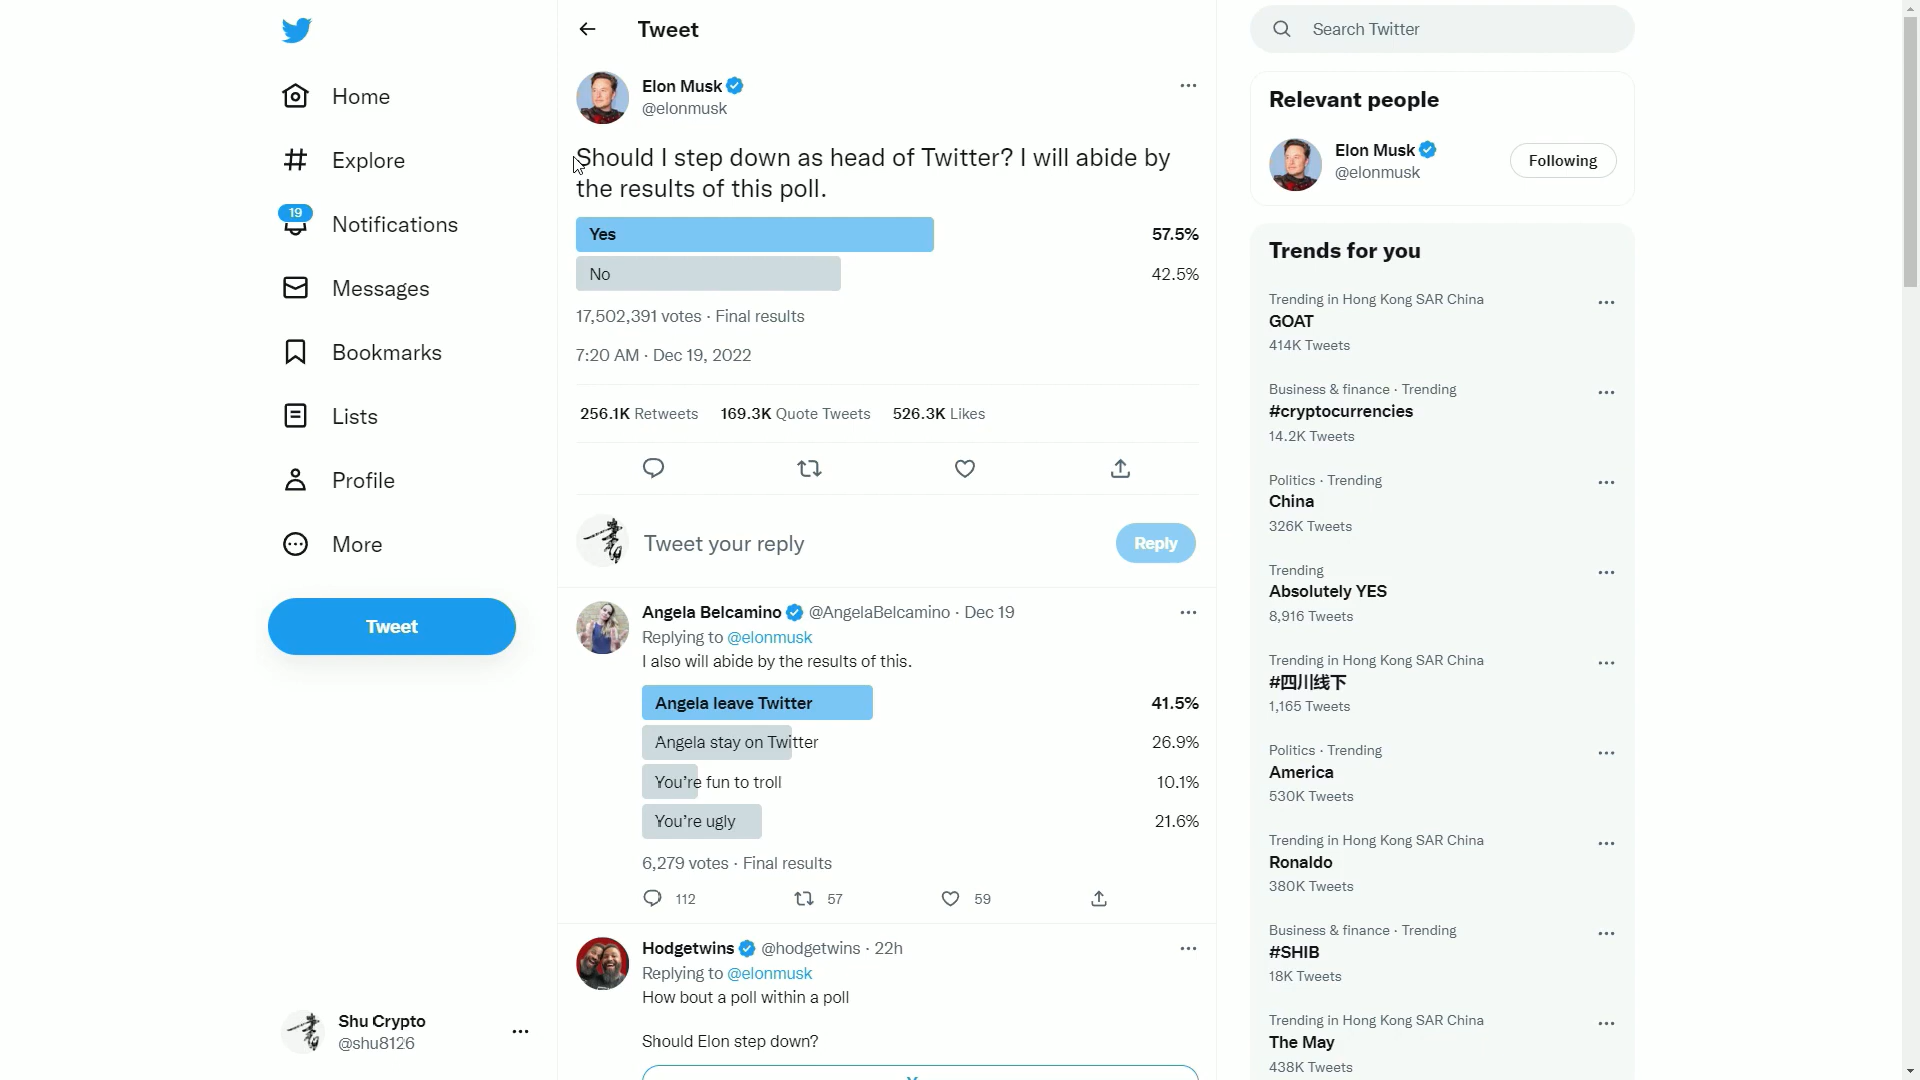 Home
Explore
19
Notifications
Messages
Bookmarks
Lists
Profile
More
Tweet
Shu Crypto
@shu8126
Tweet
Elon Musk
@elonmusk
Should I step down as head of Twitter? I will abide by
the results of this poll.
Yes 57.5%
No 42.5%
17,502,391 votes · Final results
7:20 AM · Dec 19, 2022
256.1K Retweets 169.3K Quote Tweets 526.3K Likes
Tweet your reply
Reply
Angela Belcamino @AngelaBelcamino · Dec 19
Replying to @elonmusk
I also will abide by the results of this.
Angela leave Twitter 41.5%
Angela stay on Twitter 26.9%
You're fun to troll 10.1%
You're ugly 21.6%
6,279 votes · Final results
112 57 59
Hodgetwins @hodgetwins · 22h
Replying to @elonmusk
How bout a poll within a poll
Should Elon step down?
Search Twitter
Relevant people
Elon Musk
@elonmusk
Following
Trends for you
Trending in Hong Kong SAR China
GOAT
414K Tweets
Business & finance · Trending
#cryptocurrencies
14.2K Tweets
Politics · Trending
China
326K Tweets
Trending
Absolutely YES
8,916 Tweets
Trending in Hong Kong SAR China
#四川线下
1,165 Tweets
Politics · Trending
America
530K Tweets
Trending in Hong Kong SAR China
Ronaldo
380K Tweets
Business & finance · Trending
#SHIB
18K Tweets
Trending in Hong Kong SAR China
The May
438K Tweets